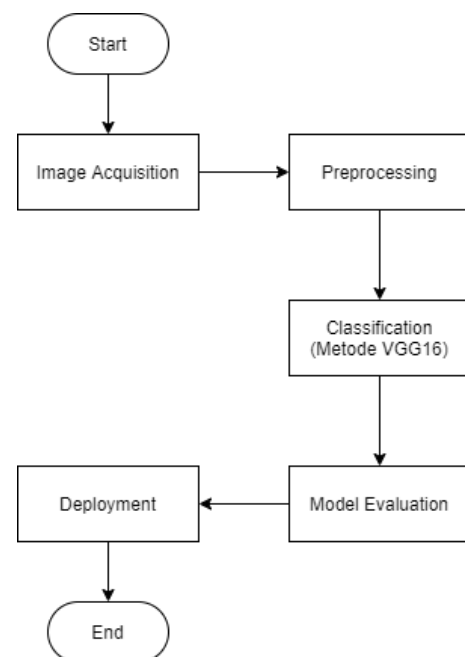 Start
Image Acquisition
Preprocessing
Classification
(Metode VGG16)
Model Evaluation
Deployment
End